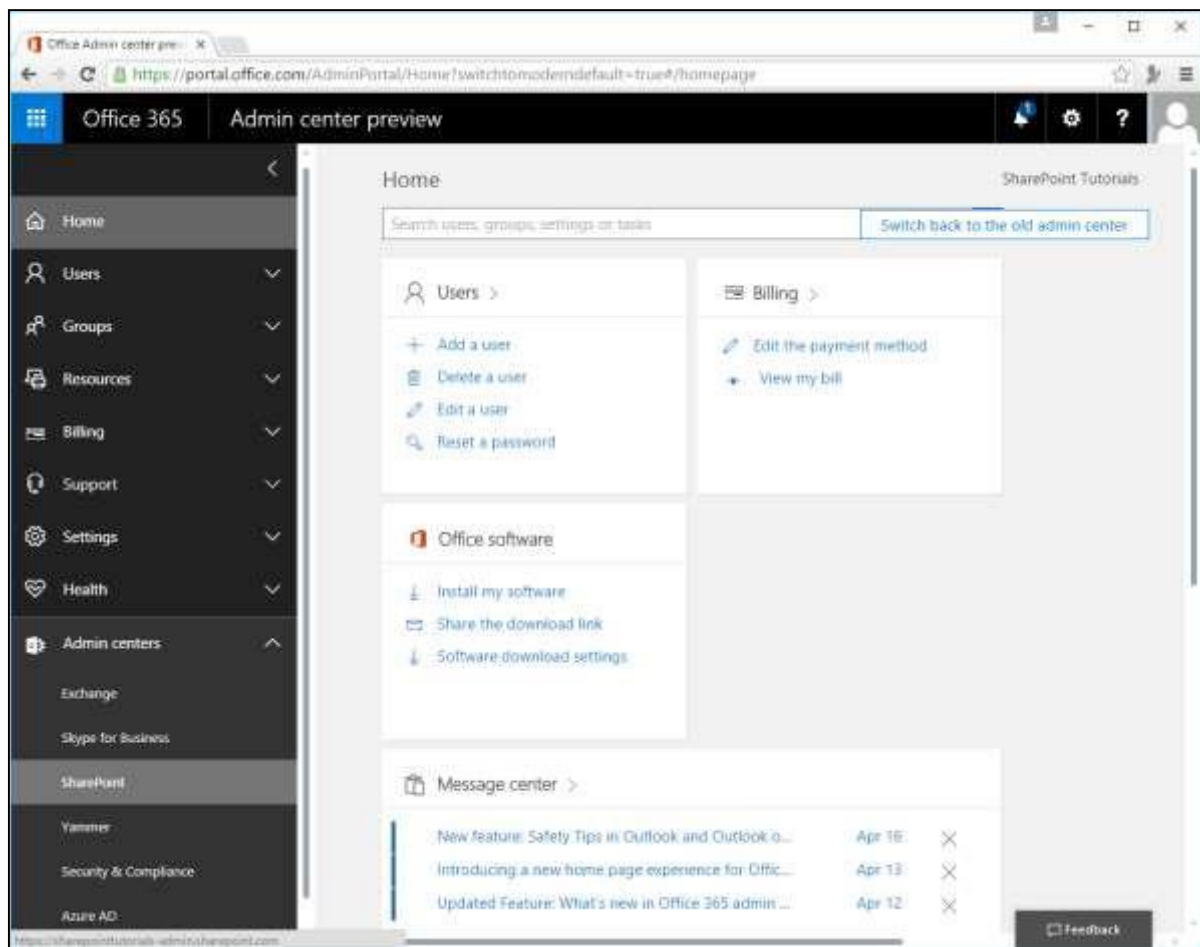 Office Admin center pre
https://portal.office.com/AdminPortal/Home?switchtomoderndefault=true#/homepage
Office 365 Admin center preview
1
?
Home
SharePoint Tutorials
Search users, groups, settings or tasks
Switch back to the old admin center
Home
Users
Groups
Resources
Billing
Support
Settings
Health
Admin centers
Exchange
Skype for Business
SharePoint
Yammer
Security & Compliance
Azure AD
Users >
Add a user
Delete a user
Edit a user
Reset a password
Billing >
Edit the payment method
View my bill
Office software
Install my software
Share the download link
Software download settings
Message center >
New feature: Safety Tips in Outlook and Outlook o... Apr 16
Introducing a new home page experience for Offic... Apr 13
Updated Feature: What's new in Office 365 admin ... Apr 12
Feedback
https://sharepointtutorials-admin.sharepoint.com